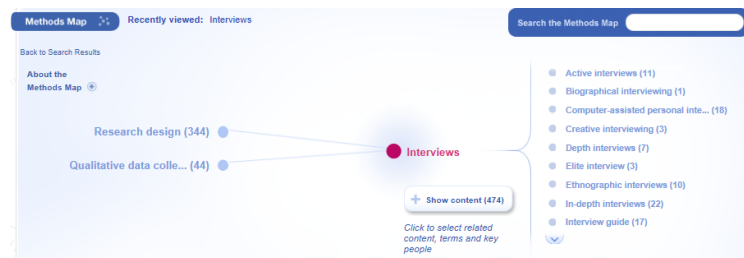 Methods Map
Recently viewed: Interviews
Search the Methods Map
Back to Search Results
About the
Methods Map
Research design (344)
Qualitative data colle... (44)
Interviews
Show content (474)
Click to select related
content, terms and key
people
Active interviews (11)
Biographical interviewing (1)
Computer-assisted personal inte... (18)
Creative interviewing (3)
Depth interviews (7)
Elite interview (3)
Ethnographic interviews (10)
In-depth interviews (22)
Interview guide (17)